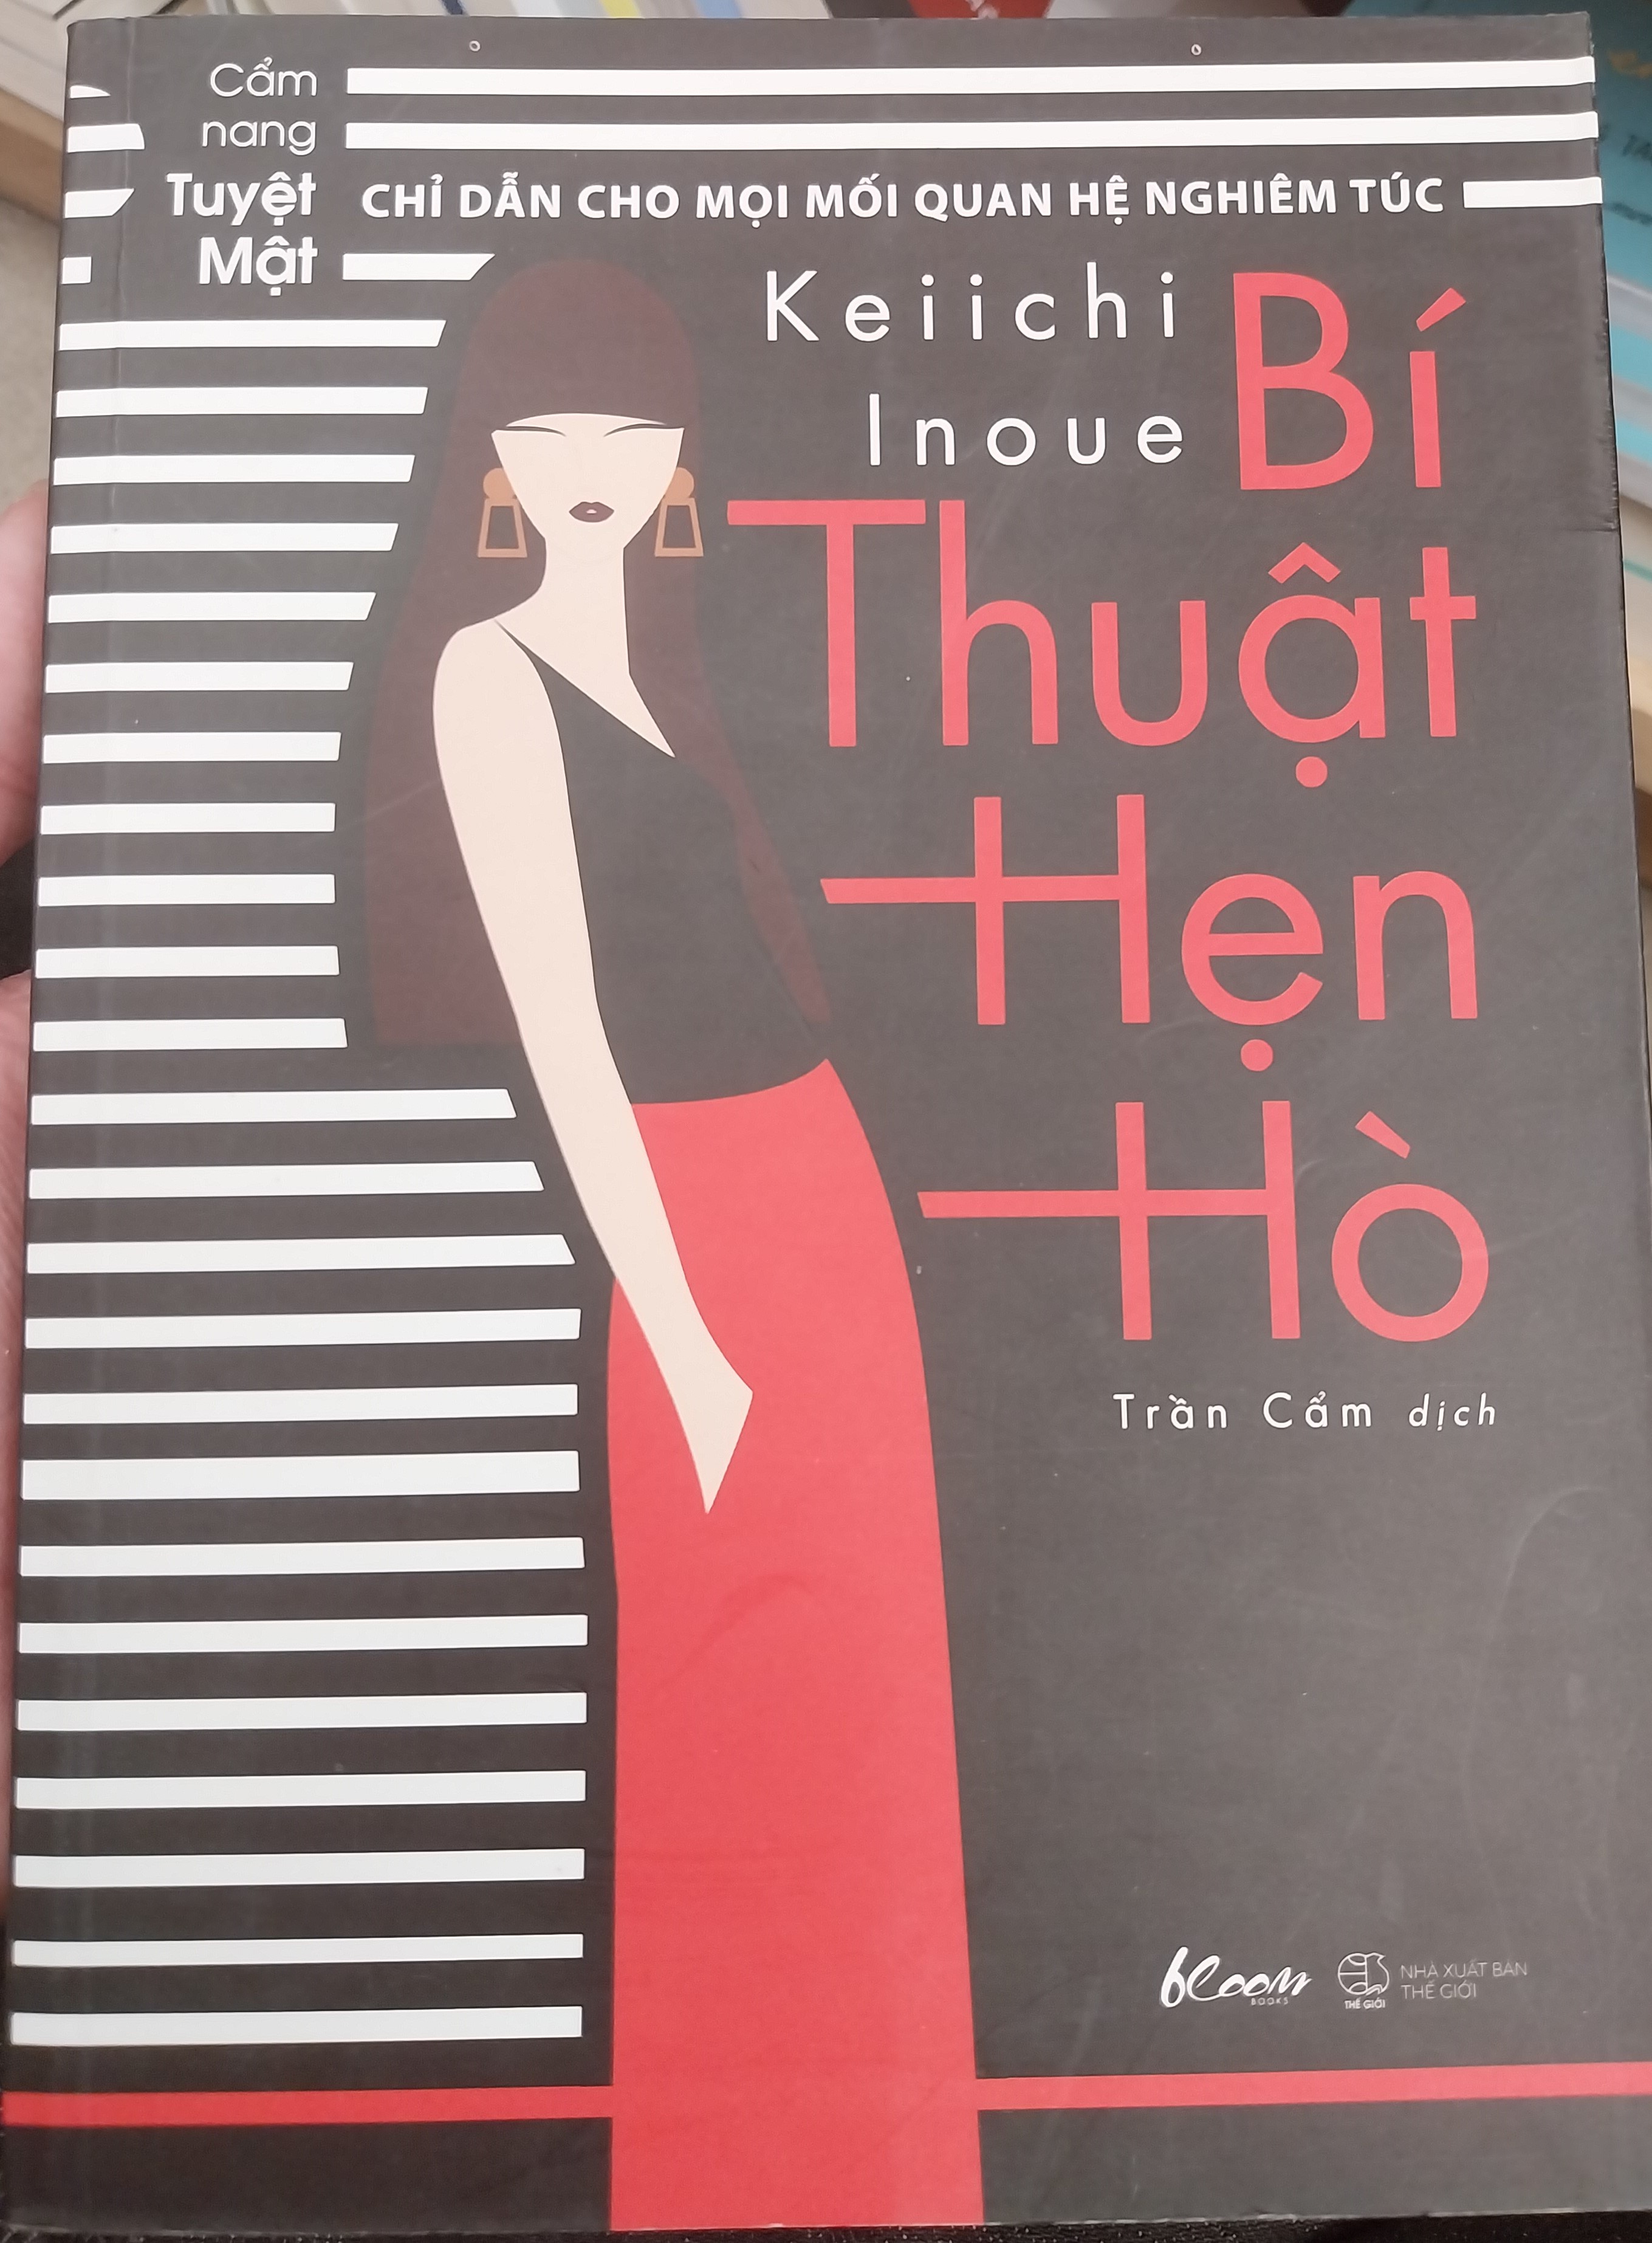 Cẩm
nang
Tuyệt
Mật
CHỈ DẪN CHO MỌI MỐI QUAN HỆ NGHIÊM TÚC
Keiichi
Inoue
Bí
Thuật
Hẹn
Hò
Trần Cẩm dịch
bloom
BOOKS
THẾ GIỚI
NHÀ XUẤT BẢN
THẾ GIỚI